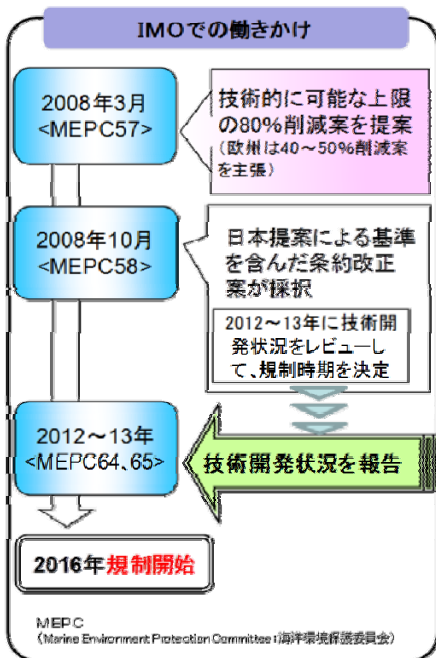 IMOでの働きかけ
2008年3月
<MEPC57>
技術的に可能な上限
の80%削減案を提案
（欧州は40～50%削減案
を主張）
2008年10月
<MEPC58>
日本提案による基準
を含んだ条約改正
案が採択
2012～13年に技術開
発状況をレビューし
て、規制時期を決定
2012～13年
<MEPC64、65>
技術開発状況を報告
2016年規制開始
MEPC
（Marine Environment Protection Committee：海洋環境保護委員会）